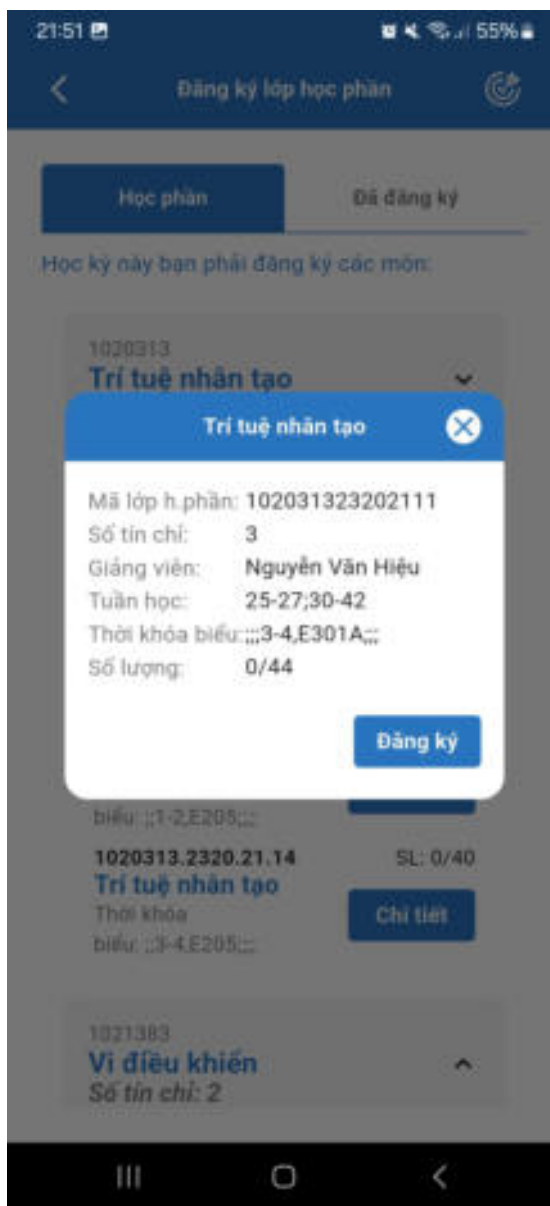 21:51
55%
Đăng ký lớp học phần
Học phần Đã đăng ký
Học kỳ này bạn phải đăng ký các môn:
1020313
Trí tuệ nhân tạo
Trí tuệ nhân tạo
Mã lớp h.phần: 102031323202111
Số tín chỉ: 3
Giảng viên: Nguyễn Văn Hiệu
Tuần học: 25-27;30-42
Thời khóa biểu: ;;;3-4,E301A;;;
Số lượng: 0/44
Đăng ký
biểu: ;;1-2,E205;;;;
1020313.2320.21.14 SL: 0/40
Trí tuệ nhân tạo
Thời khóa
biểu: ;;3-4,E205;;;;
Chi tiết
1021383
Vi điều khiển
Số tín chỉ: 2